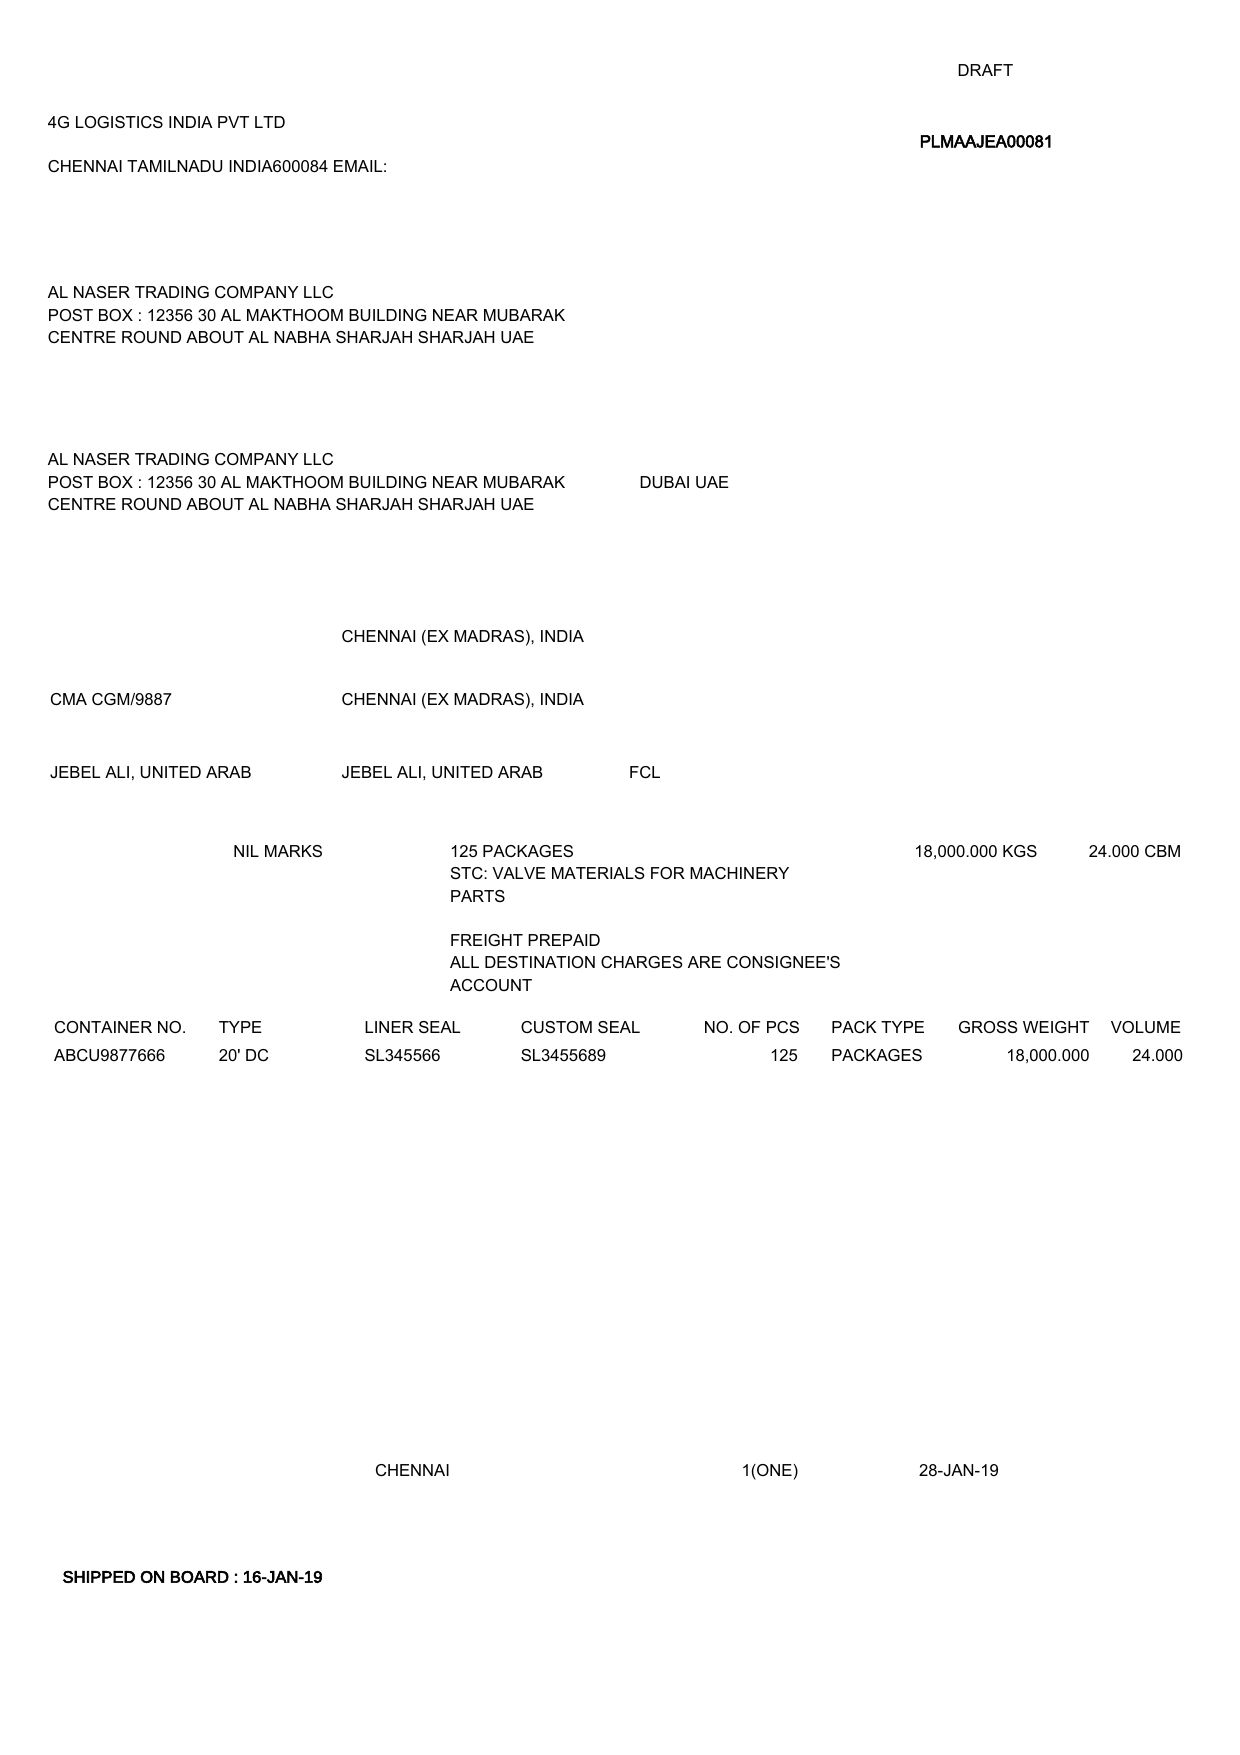 DRAFT
4G LOGISTICS INDIA PVT LTD
PLMAAJEA00081
CHENNAI TAMILNADU INDIA600084 EMAIL:
AL NASER TRADING COMPANY LLC
POST BOX : 12356 30 AL MAKTHOOM BUILDING NEAR MUBARAK
CENTRE ROUND ABOUT AL NABHA SHARJAH SHARJAH UAE
AL NASER TRADING COMPANY LLC
POST BOX : 12356 30 AL MAKTHOOM BUILDING NEAR MUBARAK DUBAI UAE
CENTRE ROUND ABOUT AL NABHA SHARJAH SHARJAH UAE
CHENNAI (EX MADRAS), INDIA
CMA CGM/9887 CHENNAI (EX MADRAS), INDIA
JEBEL ALI, UNITED ARAB JEBEL ALI, UNITED ARAB FCL
NIL MARKS 125 PACKAGES 18,000.000 KGS 24.000 CBM
STC: VALVE MATERIALS FOR MACHINERY
PARTS
FREIGHT PREPAID
ALL DESTINATION CHARGES ARE CONSIGNEE'S
ACCOUNT
CONTAINER NO. TYPE LINER SEAL CUSTOM SEAL NO. OF PCS PACK TYPE GROSS WEIGHT VOLUME
ABCU9877666 20' DC SL345566 SL3455689 125 PACKAGES 18,000.000 24.000
CHENNAI 1(ONE) 28-JAN-19
SHIPPED ON BOARD : 16-JAN-19